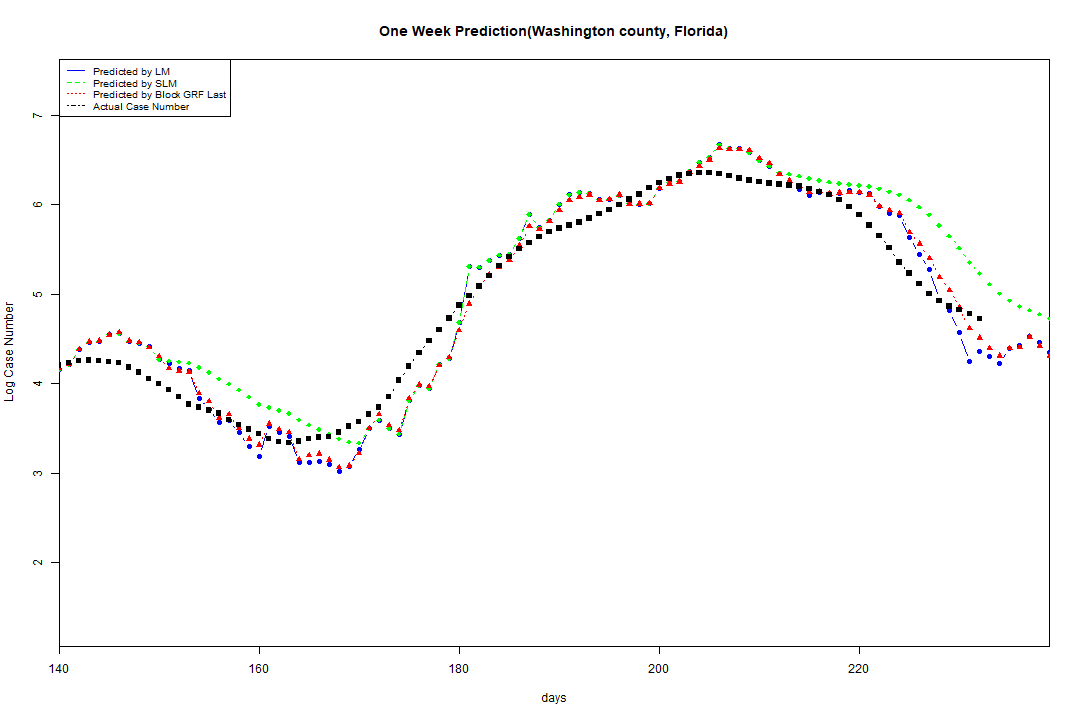 One Week Prediction(Washington county, Florida)
Predicted by LM
Predicted by SLM
Predicted by Block GRF Last
Actual Case Number
7
6
5
4
3
2
Log Case Number
140 160 180 200 220
days